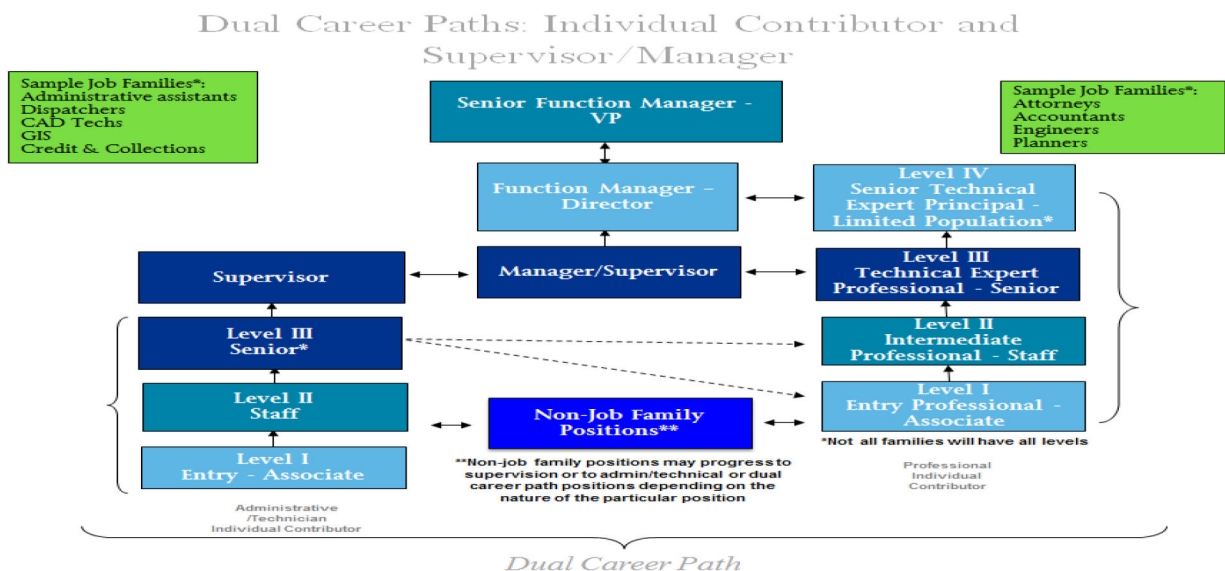 Dual Career Paths: Individual Contributor and
Supervisor/Manager
Sample Job Families*:
Administrative assistants
Dispatchers
CAD Techs
GIS
Credit & Collections
Senior Function Manager -
VP
Sample Job Families*:
Attorneys
Accountants
Engineers
Planners
Function Manager –
Director
Level IV
Senior Technical
Expert Principal -
Limited Population*
Supervisor
Manager/Supervisor
Level III
Technical Expert
Professional - Senior
Level III
Senior*
Level II
Intermediate
Professional - Staff
Level II
Staff
Non-Job Family
Positions**
Level I
Entry Professional -
Associate
Level I
Entry - Associate
*Not all families will have all levels
**Non-job family positions may progress to
supervision or to admin/technical or dual
career path positions depending on the
nature of the particular position
Professional
Individual
Contributor
Administrative
/Technician
Individual Contributor
Dual Career Path